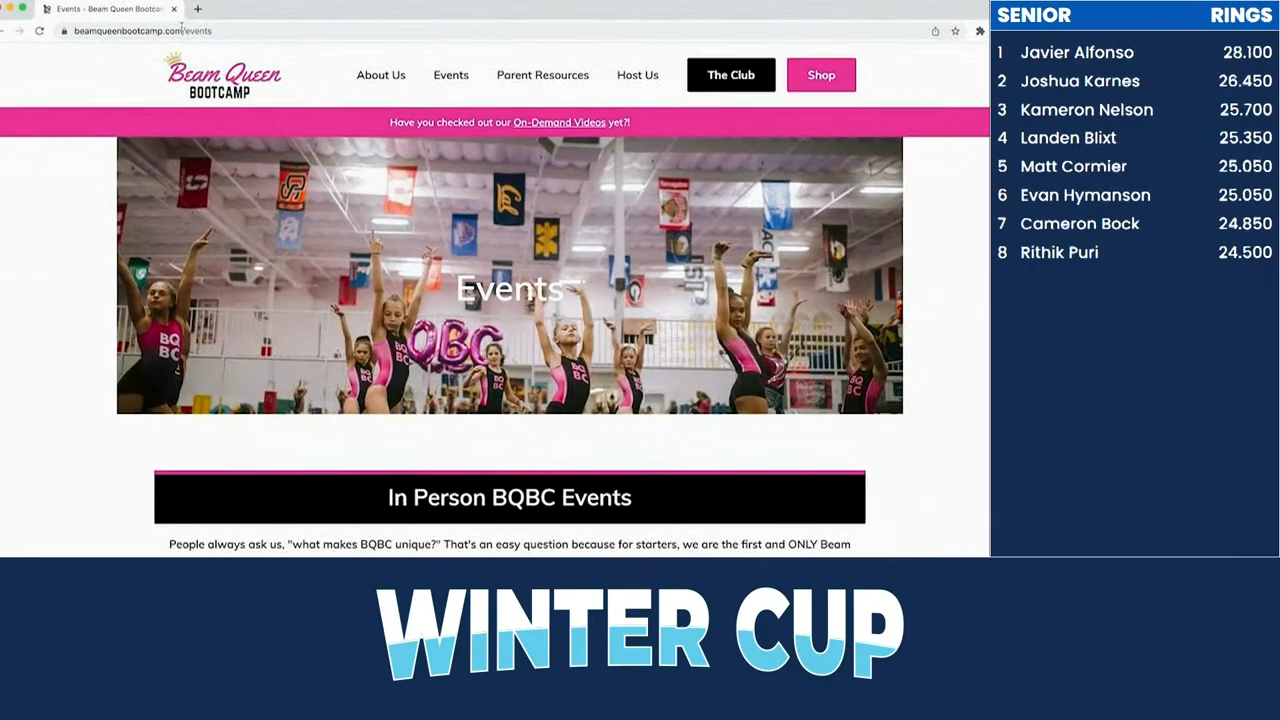 Events - Beam Queen Bootcam
beamqueenbootcamp.com/events
Beam Queen
BOOTCAMP
About Us
Events
Parent Resources
Host Us
The Club
Shop
Have you checked out our On-Demand Videos yet?!
Events
BQBC
BQ
BC
Cal
In Person BQBC Events
People always ask us, "what makes BQBC unique?" That's an easy question because for starters, we are the first and ONLY Beam
SENIOR RINGS
1 Javier Alfonso 28.100
2 Joshua Karnes 26.450
3 Kameron Nelson 25.700
4 Landen Blixt 25.350
5 Matt Cormier 25.050
6 Evan Hymanson 25.050
7 Cameron Bock 24.850
8 Rithik Puri 24.500
WINTER CUP